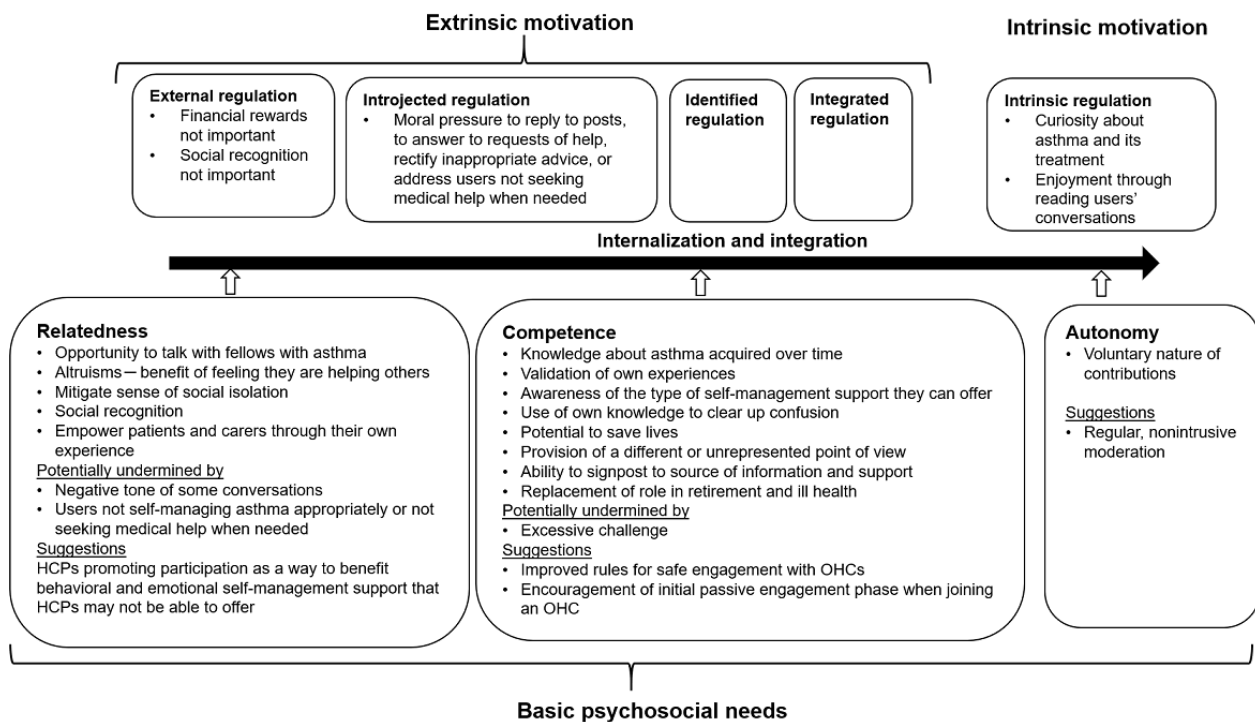 Extrinsic motivation
Intrinsic motivation
External regulation
• Financial rewards
not important
• Social recognition
not important
Introjected regulation
• Moral pressure to reply to posts,
to answer to requests of help,
rectify inappropriate advice, or
address users not seeking
medical help when needed
Identified
regulation
Integrated
regulation
Intrinsic regulation
• Curiosity about
asthma and its
treatment
• Enjoyment through
reading users’
conversations
Internalization and integration
Relatedness
• Opportunity to talk with fellows with asthma
• Altruisms— benefit of feeling they are helping others
• Mitigate sense of social isolation
• Social recognition
• Empower patients and carers through their own
experience
Potentially undermined by
• Negative tone of some conversations
• Users not self-managing asthma appropriately or not
seeking medical help when needed
Suggestions
HCPs promoting participation as a way to benefit
behavioral and emotional self-management support that
HCPs may not be able to offer
Competence
• Knowledge about asthma acquired over time
• Validation of own experiences
• Awareness of the type of self-management support they can offer
• Use of own knowledge to clear up confusion
• Potential to save lives
• Provision of a different or unrepresented point of view
• Ability to signpost to source of information and support
• Replacement of role in retirement and ill health
Potentially undermined by
• Excessive challenge
Suggestions
• Improved rules for safe engagement with OHCs
• Encouragement of initial passive engagement phase when joining
an OHC
Autonomy
• Voluntary nature of
contributions
Suggestions
• Regular, nonintrusive
moderation
Basic psychosocial needs